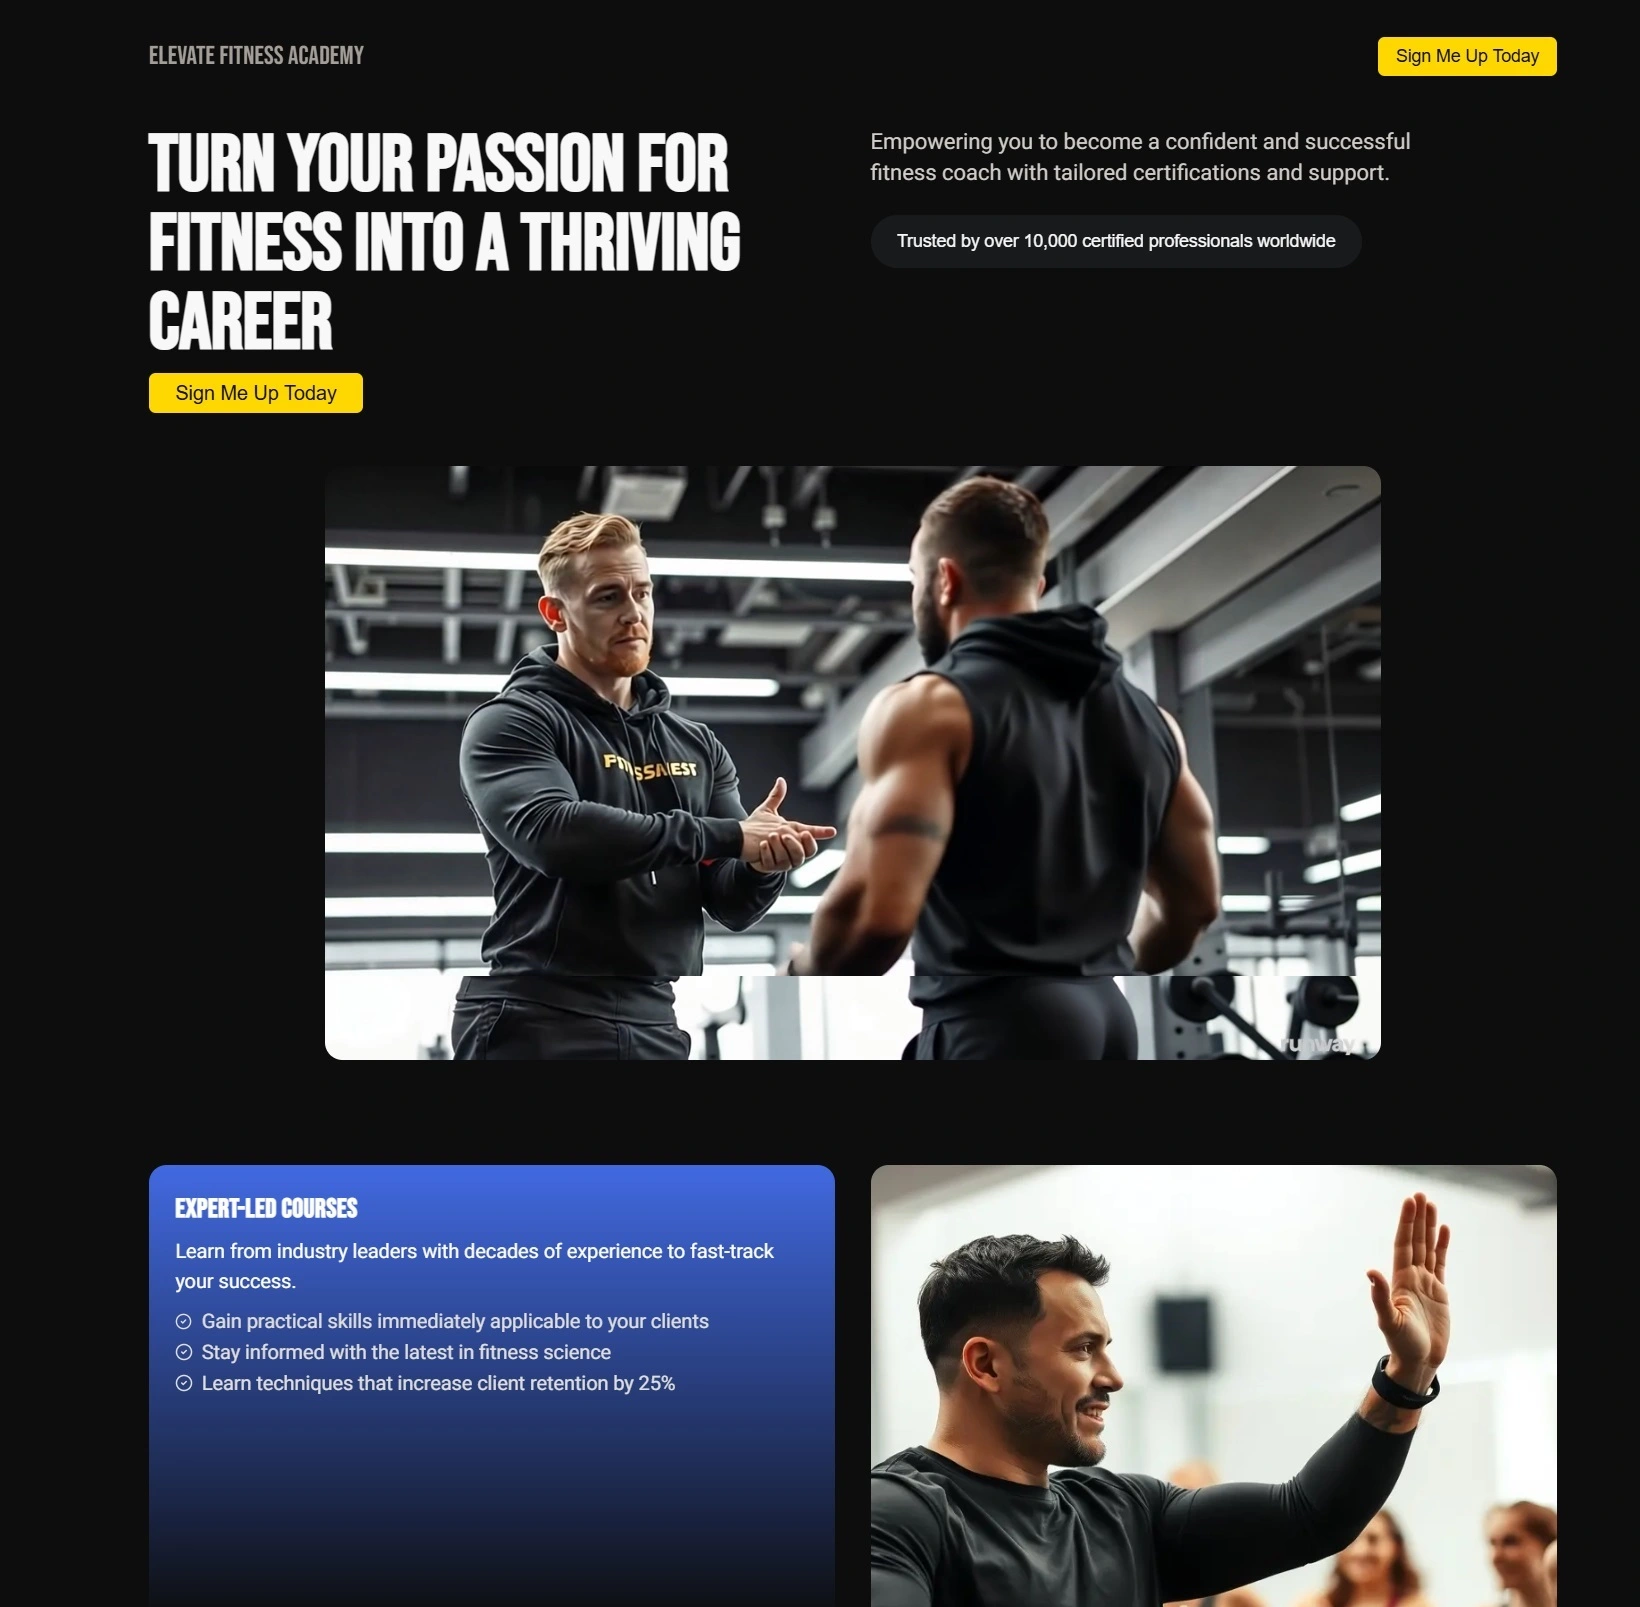 ELEVATE FITNESS ACADEMY
Sign Me Up Today
TURN YOUR PASSION FOR
FITNESS INTO A THRIVING
CAREER
Sign Me Up Today
Empowering you to become a confident and successful
fitness coach with tailored certifications and support.
Trusted by over 10,000 certified professionals worldwide
runway
EXPERT-LED COURSES
Learn from industry leaders with decades of experience to fast-track
your success.
Gain practical skills immediately applicable to your clients
Stay informed with the latest in fitness science
Learn techniques that increase client retention by 25%